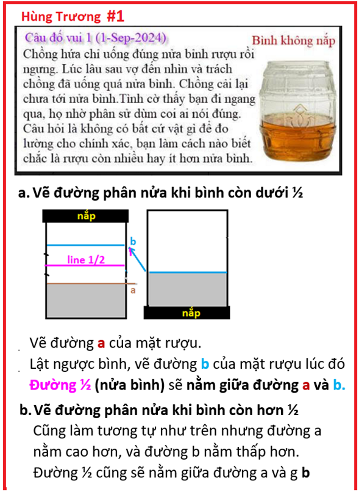 Hùng Trương #1
Câu đố vui 1 (1-Sep-2024)
Bình không nắp
Chồng hứa chỉ uống đúng nửa bình rượu rồi
ngưng. Lúc lâu sau vợ đến nhìn và trách
chồng đã uống quá nửa bình. Chồng cãi lại
chưa tới nửa bình.Tình cờ thấy bạn đi ngang
qua, họ nhờ phân sử dùm coi ai nói đúng.
Câu hỏi là không có bất cứ vật gì để đo
lường cho chính xác, bạn làm cách nào biết
chắc là rượu còn nhiều hay ít hơn nửa bình.
a. Vẽ đường phân nửa khi bình còn dưới ½
nắp
b
line 1/2
a
nắp
Vẽ đường a của mặt rượu.
Lật ngược bình, vẽ đường b của mặt rượu lúc đó
Đường ½ (nửa bình) sẽ nằm giữa đường a và b.
b. Vẽ đường phân nửa khi bình còn hơn ½
Cũng làm tương tự như trên nhưng đường a
nằm cao hơn, và đường b nằm thấp hơn.
Đường ½ cũng sẽ nằm giữa đường a và g b